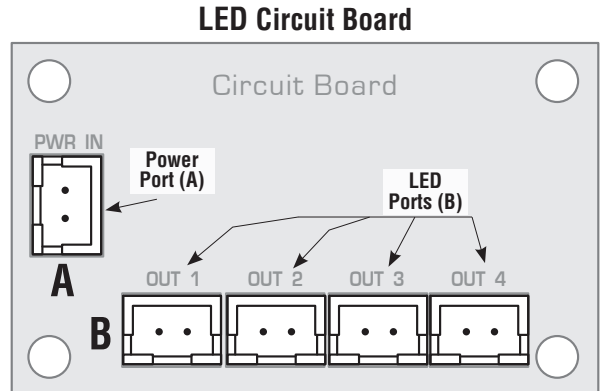 LED Circuit Board
Circuit Board
PWR IN
Power
Port (A)
LED
Ports (B)
A
OUT 1 OUT 2 OUT 3 OUT 4
B